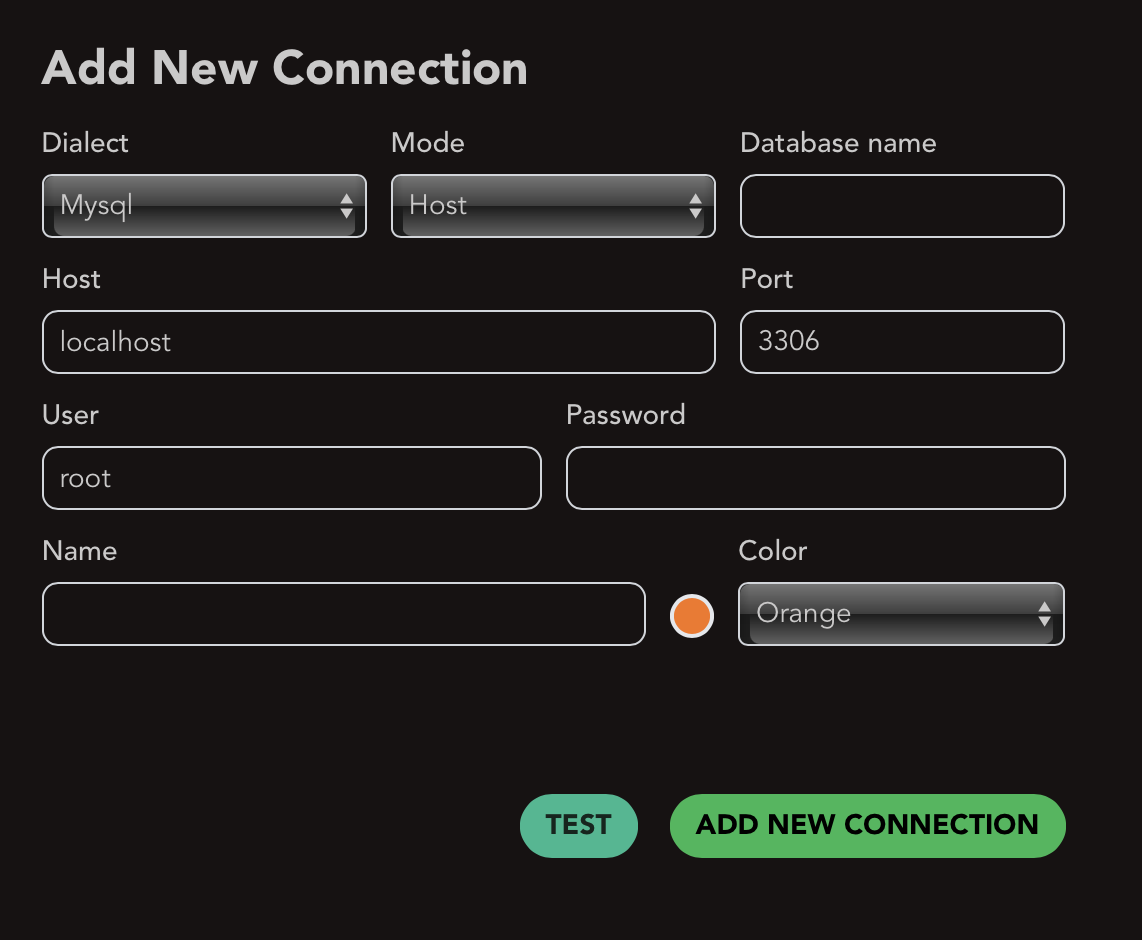 Add New Connection
Dialect Mode Database name
Mysql Host
Host Port
localhost 3306
User Password
root
Name Color
Orange
TEST ADD NEW CONNECTION